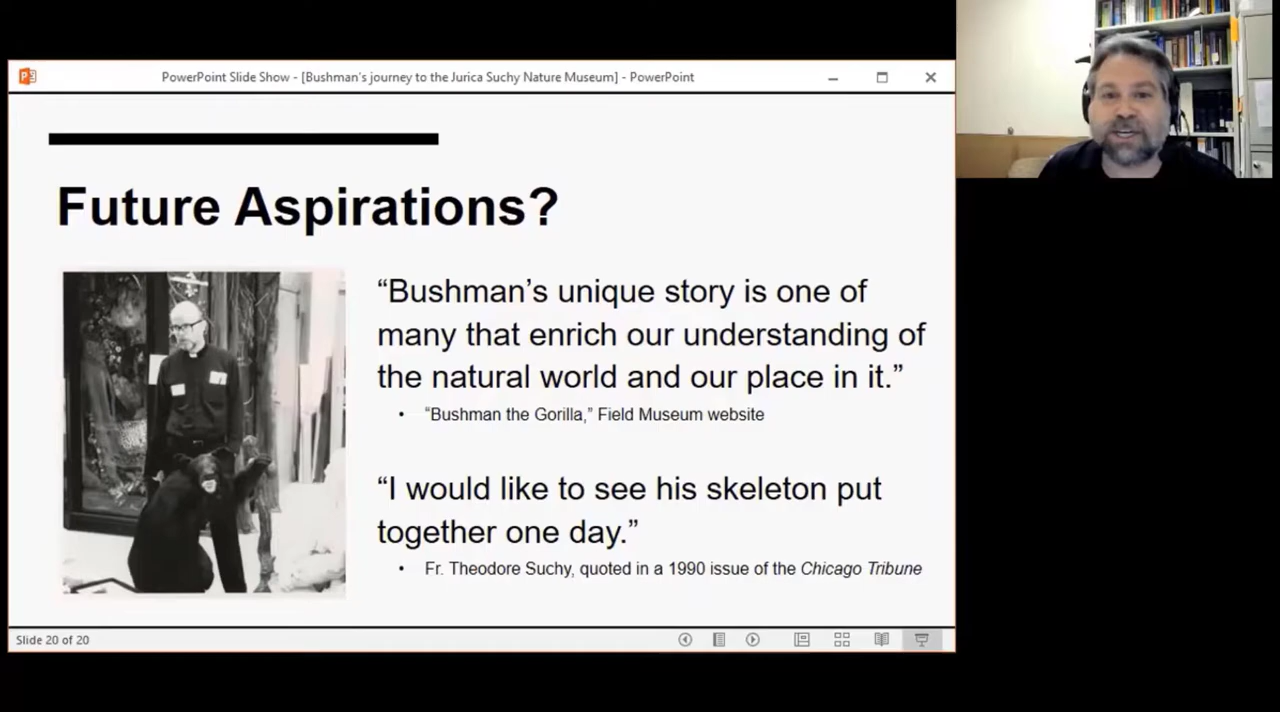 PowerPoint Slide Show - [Bushman's journey to the Jurica Suchy Nature Museum] - PowerPoint
Future Aspirations?
“Bushman’s unique story is one of
many that enrich our understanding of
the natural world and our place in it.”
• “Bushman the Gorilla,” Field Museum website
“I would like to see his skeleton put
together one day.”
• Fr. Theodore Suchy, quoted in a 1990 issue of the Chicago Tribune
Slide 20 of 20